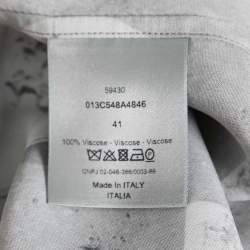 59430
013C548A4846
41
100% Viscose - Viscose - Viscose
Made in ITALY
ITALIA